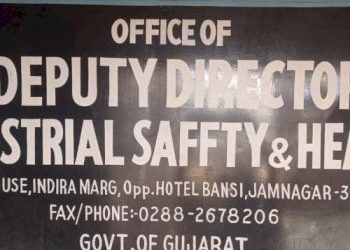 OFFICE OF
DEPUTY DIRECTOR
STRIAL SAFFTY & HEA
USE, INDIRA MARG, Opp. HOTEL BANSI, JAMNAGAR-3
FAX/PHONE:-0288-2678206
GOVT. OF GUJARAT